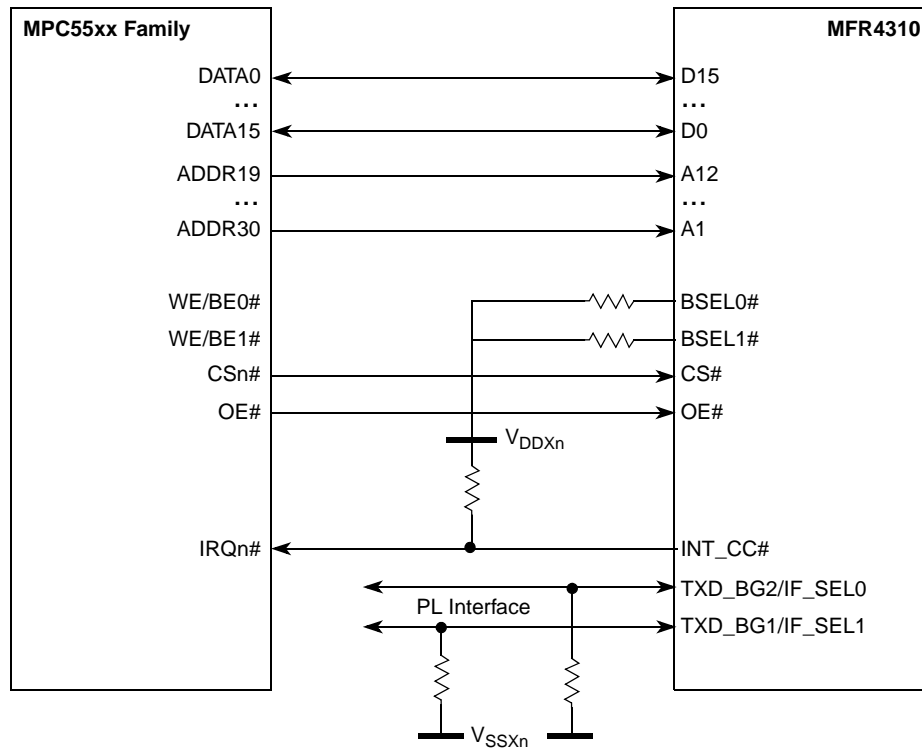 MPC55xx Family MFR4310
DATA0 D15
... ...
DATA15 D0
ADDR19 A12
... ...
ADDR30 A1
WE/BE0# BSEL0#
WE/BE1# BSEL1#
CSn# CS#
OE# OE#
VDDXn
IRQn# INT_CC#
TXD_BG2/IF_SEL0
PL Interface
TXD_BG1/IF_SEL1
VSSXn